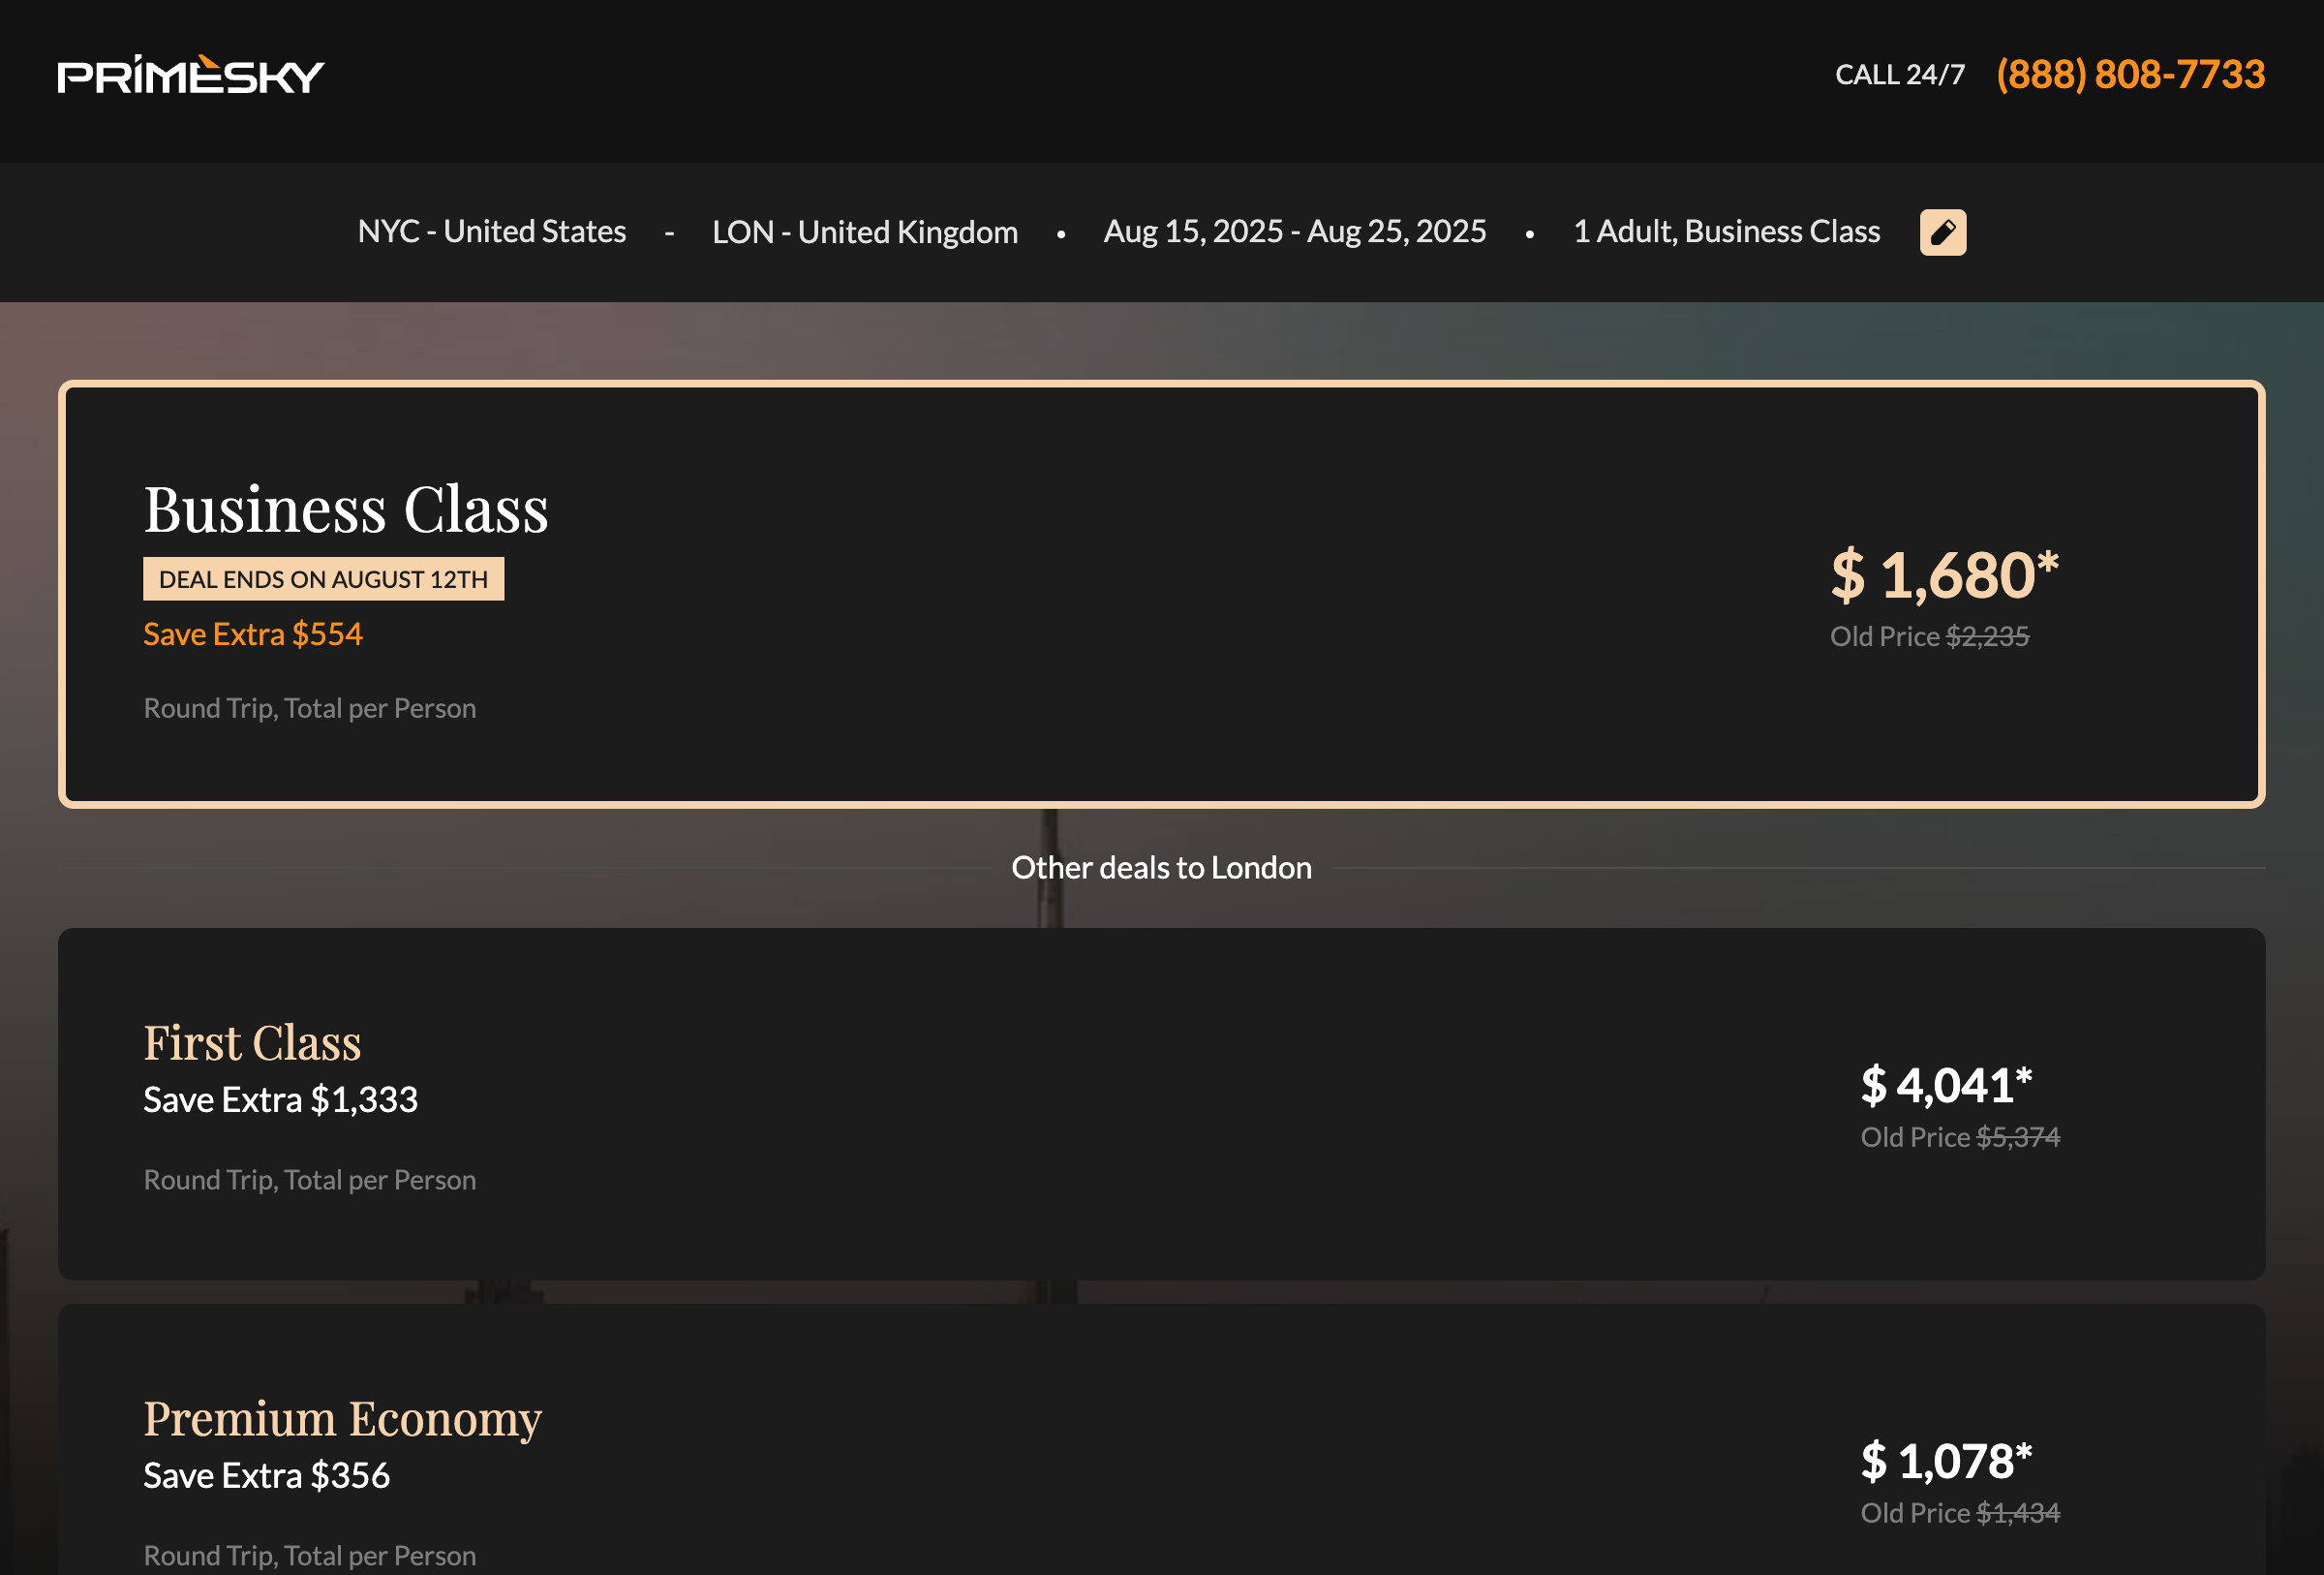 PRIMÈSKY
CALL 24/7 (888) 808-7733
NYC - United States - LON - United Kingdom • Aug 15, 2025 - Aug 25, 2025 • 1 Adult, Business Class
Business Class
DEAL ENDS ON AUGUST 12TH
Save Extra $554
Round Trip, Total per Person
$ 1,680*
Old Price $2,235
Other deals to London
First Class
Save Extra $1,333
Round Trip, Total per Person
$ 4,041*
Old Price $5,374
Premium Economy
Save Extra $356
Round Trip, Total per Person
$ 1,078*
Old Price $1,434